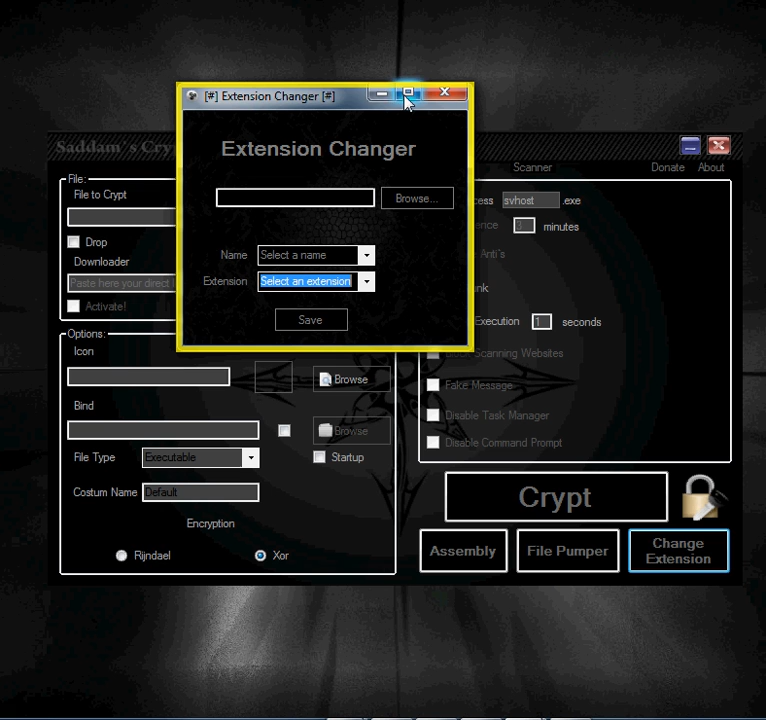 [#] Extension Changer [#]
Saddam's Cry
Extension Changer
Scanner
Donate
About
File:
File to Crypt
Browse...
svhost
.exe
3
minutes
Drop
Downloader
Name
Select a name
Anti's
Paste here your direct
Extension
Select an extension
Activate!
Save
Execution
1
seconds
Options:
Icon
Block Scanning Websites
Browse
Fake Message
Bind
Disable Task Manager
Browse
Disable Command Prompt
File Type
Executable
Startup
Costum Name
Default
Crypt
Encryption
Rijndael
Xor
Assembly
File Pumper
Change
Extension